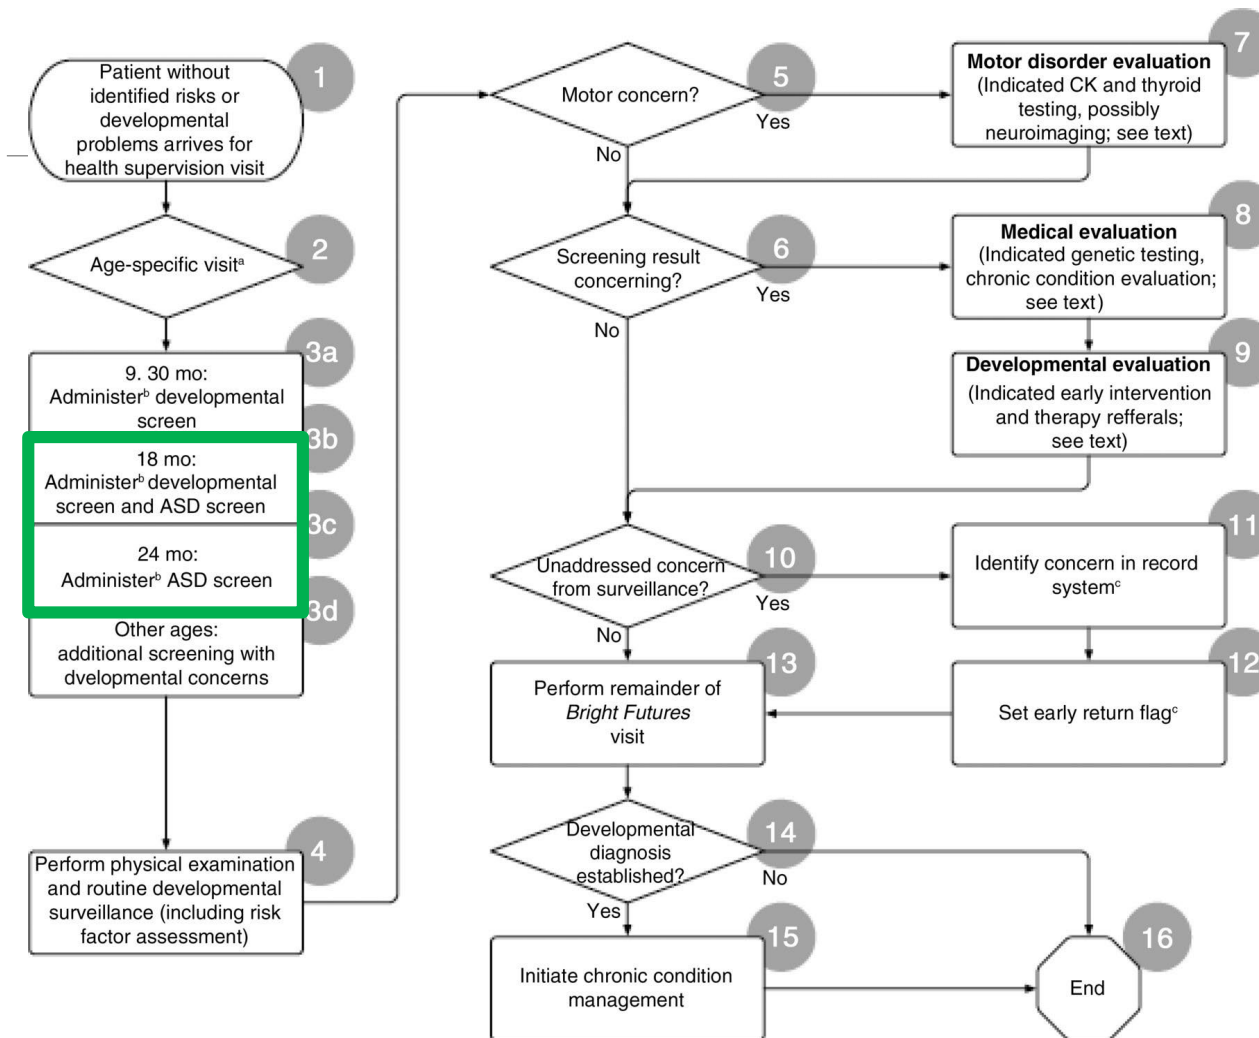 1
Patient without
identified risks or
developmental
problems arrives for
health supervision visit
2
Age-specific visitᵃ
3a
9. 30 mo:
Administerᵇ developmental
screen
3b
18 mo:
Administerᵇ developmental
screen and ASD screen
3c
24 mo:
Administerᵇ ASD screen
3d
Other ages:
additional screening with
dvelopmental concerns
4
Perform physical examination
and routine developmental
surveillance (including risk
factor assessment)
5
Motor concern?
Yes
No
7
Motor disorder evaluation
(Indicated CK and thyroid
testing, possibly
neuroimaging; see text)
6
Screening result
concerning?
Yes
No
8
Medical evaluation
(Indicated genetic testing,
chronic condition evaluation;
see text)
9
Developmental evaluation
(Indicated early intervention
and therapy refferals;
see text)
10
Unaddressed concern
from surveillance?
Yes
No
11
Identify concern in record
systemᶜ
12
Set early return flagᶜ
13
Perform remainder of
Bright Futures
visit
14
Developmental
diagnosis
established?
No
Yes
15
Initiate chronic condition
management
16
End